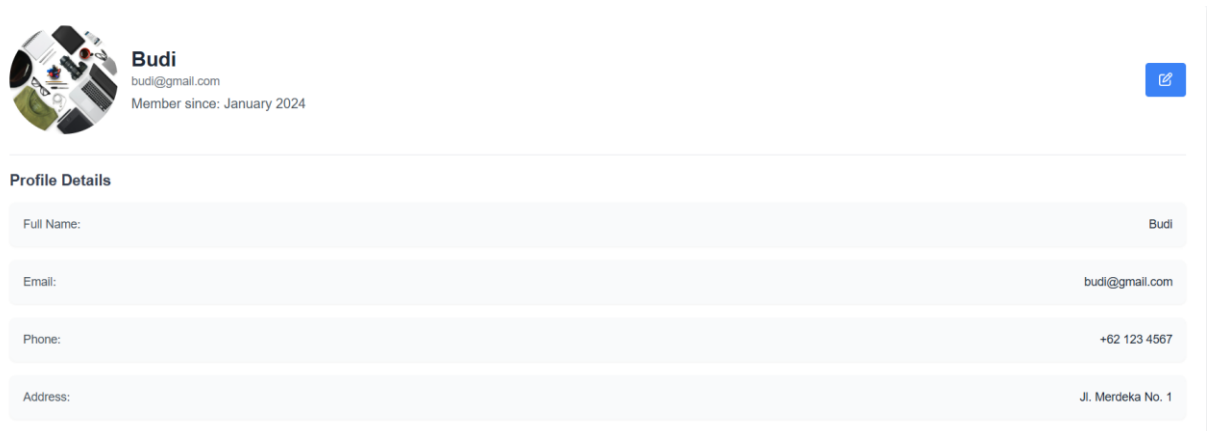 Budi
budi@gmail.com
Member since: January 2024
Profile Details
Full Name: Budi
Email: budi@gmail.com
Phone: +62 123 4567
Address: Jl. Merdeka No. 1